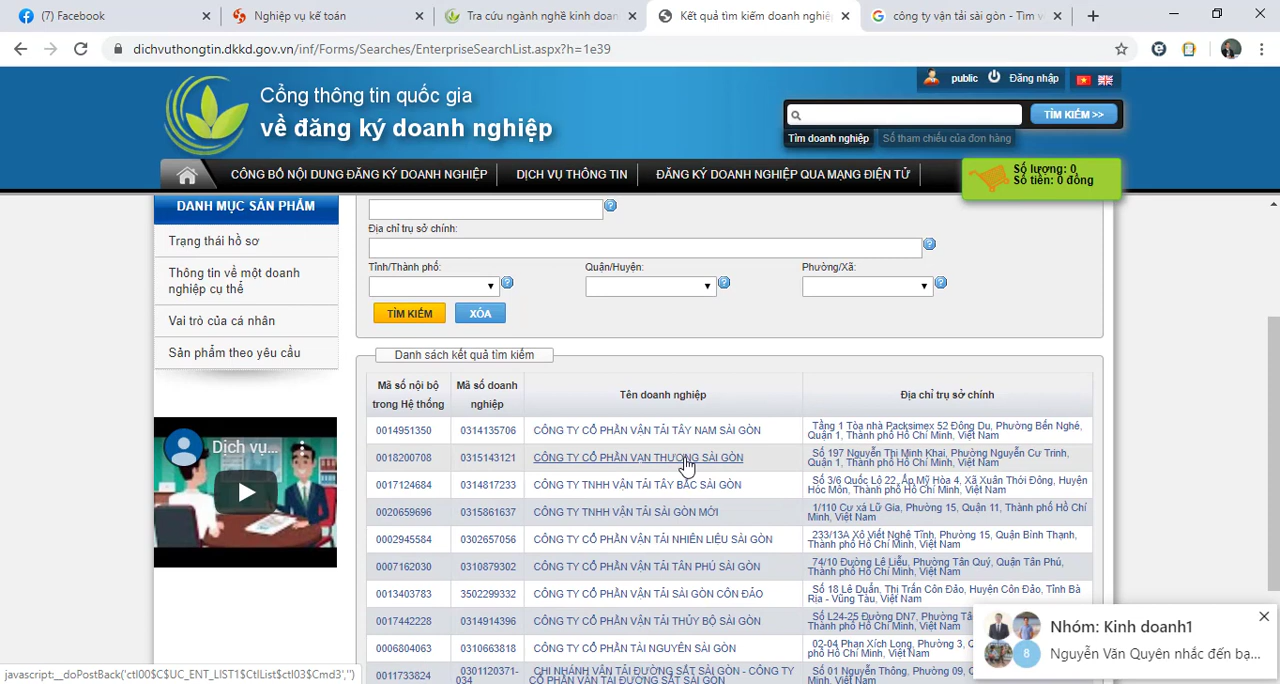 (7) Facebook
Nghiệp vụ kế toán
Tra cứu ngành nghề kinh doan
Kết quả tìm kiếm doanh nghiệ
công ty vận tải sài gòn - Tìm v
dichvuthongtin.dkkd.gov.vn/inf/Forms/Searches/EnterpriseSearchList.aspx?h=1e39
public Đăng nhập
Cổng thông tin quốc gia
về đăng ký doanh nghiệp
TÌM KIẾM >>
Tìm doanh nghiệp Số tham chiếu của đơn hàng
CÔNG BỐ NỘI DUNG ĐĂNG KÝ DOANH NGHIỆP DỊCH VỤ THÔNG TIN ĐĂNG KÝ DOANH NGHIỆP QUA MẠNG ĐIỆN TỬ
Số lượng: 0
Số tiền: 0 đồng
DANH MỤC SẢN PHẨM
Trạng thái hồ sơ
Thông tin về một doanh
nghiệp cụ thể
Vai trò của cá nhân
Sản phẩm theo yêu cầu
Dịch vụ...
Địa chỉ trụ sở chính:
Tỉnh/Thành phố: Quận/Huyện: Phường/Xã:
TÌM KIẾM XÓA
Danh sách kết quả tìm kiếm
Mã số nội bộ
trong Hệ thống
Mã số doanh
nghiệp
Tên doanh nghiệp
Địa chỉ trụ sở chính
0014951350 0314135706 CÔNG TY CỔ PHẦN VẬN TẢI TÂY NAM SÀI GÒN
Tầng 1 Tòa nhà Packsimex 52 Đông Du, Phường Bến Nghé,
Quận 1, Thành phố Hồ Chí Minh, Việt Nam
0018200708 0315143121 CÔNG TY CỔ PHẦN VẠN THƯƠNG SÀI GÒN
Số 197 Nguyễn Thị Minh Khai, Phường Nguyễn Cư Trinh,
Quận 1, Thành phố Hồ Chí Minh, Việt Nam
0017124684 0314817233 CÔNG TY TNHH VẬN TẢI TÂY BẮC SÀI GÒN
Số 3/6 Quốc Lộ 22, Ấp Mỹ Hòa 4, Xã Xuân Thới Đông, Huyện
Hóc Môn, Thành phố Hồ Chí Minh, Việt Nam
0020659696 0315861637 CÔNG TY TNHH VẬN TẢI SÀI GÒN MỚI
1/110 Cư xá Lữ Gia, Phường 15, Quận 11, Thành phố Hồ Chí
Minh, Việt Nam
0002945584 0302657056 CÔNG TY CỔ PHẦN VẬN TẢI NHIÊN LIỆU SÀI GÒN
233/13A Xô Viết Nghệ Tĩnh, Phường 15, Quận Bình Thạnh,
Thành phố Hồ Chí Minh, Việt Nam
0007162030 0310879302 CÔNG TY CỔ PHẦN VẬN TẢI TÂN PHÚ SÀI GÒN
74/10 Đường Lê Liễu, Phường Tân Quý, Quận Tân Phú,
Thành phố Hồ Chí Minh, Việt Nam
0013403783 3502299332 CÔNG TY CỔ PHẦN VẬN TẢI SÀI GÒN CÔN ĐẢO
Số 18 Lê Duẩn, Thị Trấn Côn Đảo, Huyện Côn Đảo, Tỉnh Bà
Rịa - Vũng Tàu, Việt Nam
0017442228 0314914396 CÔNG TY CỔ PHẦN VẬN TẢI THỦY BỘ SÀI GÒN
Số L24-25 Đường DN7, Phường Tâ
Thành phố Hồ Chí Minh, Việt Nam
0006804063 0310663818 CÔNG TY CỔ PHẦN TÀI NGUYÊN SÀI GÒN
02-04 Phan Xích Long, Phường 3, Q
Chí Minh, Việt Nam
0011733824 0301120371-
034
CHI NHÁNH VẬN TẢI ĐƯỜNG SẮT SÀI GÒN - CÔNG TY
CỔ PHẦN VẬN TẢI ĐƯỜNG SẮT SÀI GÒN
Số 01 Nguyễn Thông, Phường 09, Q
Chí Minh, Việt Nam
8
Nhóm: Kinh doanh1
Nguyễn Văn Quyên nhắc đến bạ...
javascript:__doPostBack('ctl00$C$UC_ENT_LIST1$CtlList$ctl03$Cmd3','')